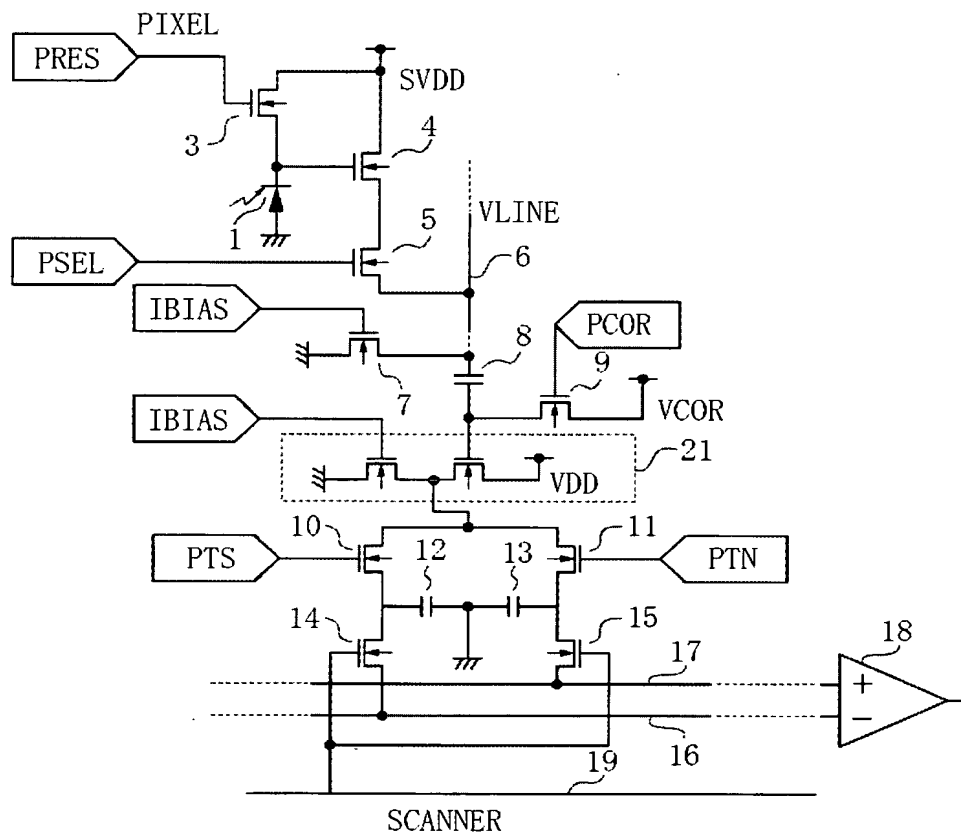 PIXEL
PRES
SVDD
3
4
1
VLINE
5
PSEL
6
IBIAS
PCOR
8
9
7
VCOR
IBIAS
21
VDD
10
11
12
13
PTS
PTN
14
15
18
17
+
−
16
19
SCANNER